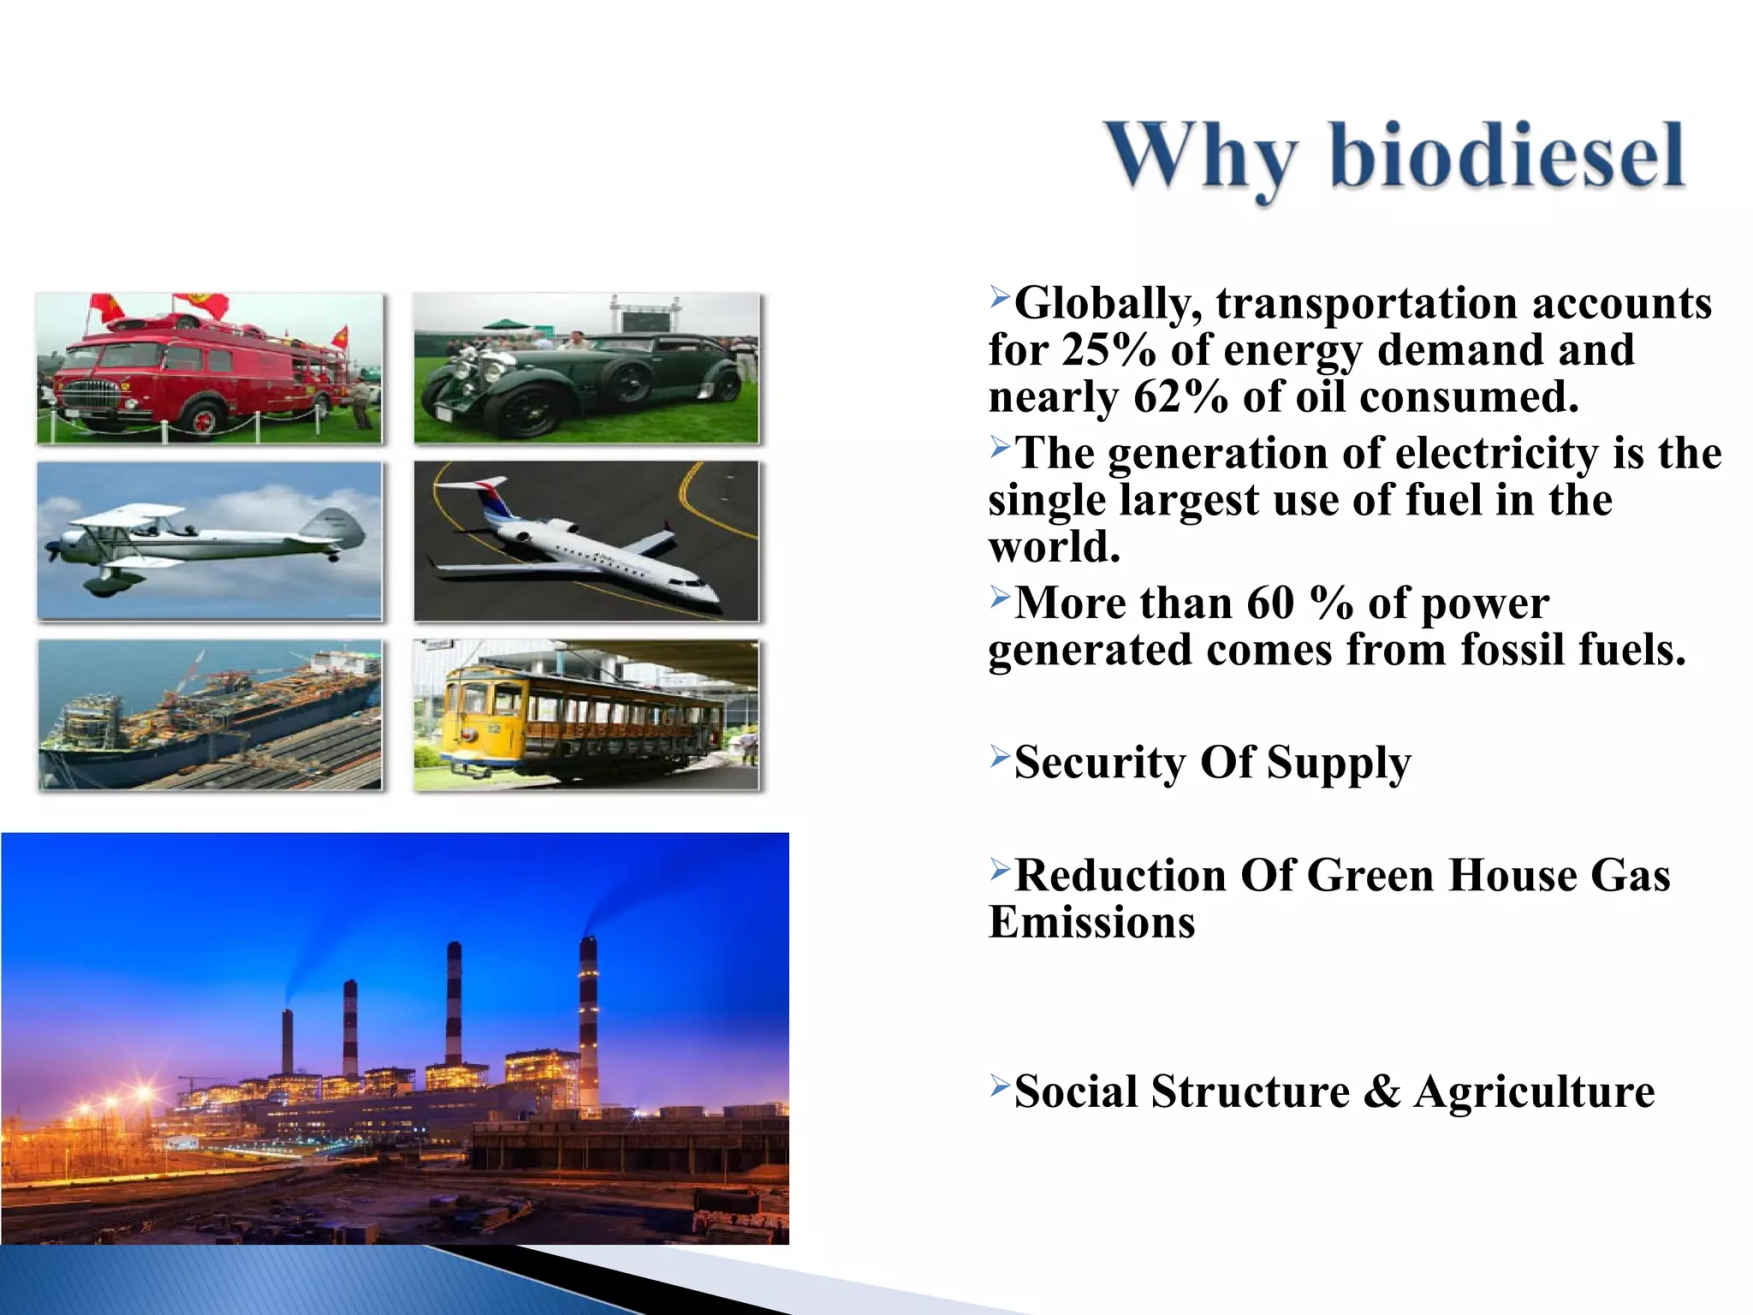 Why biodiesel
➢Globally, transportation accounts
for 25% of energy demand and
nearly 62% of oil consumed.
➢The generation of electricity is the
single largest use of fuel in the
world.
➢More than 60 % of power
generated comes from fossil fuels.
➢Security Of Supply
➢Reduction Of Green House Gas
Emissions
➢Social Structure & Agriculture